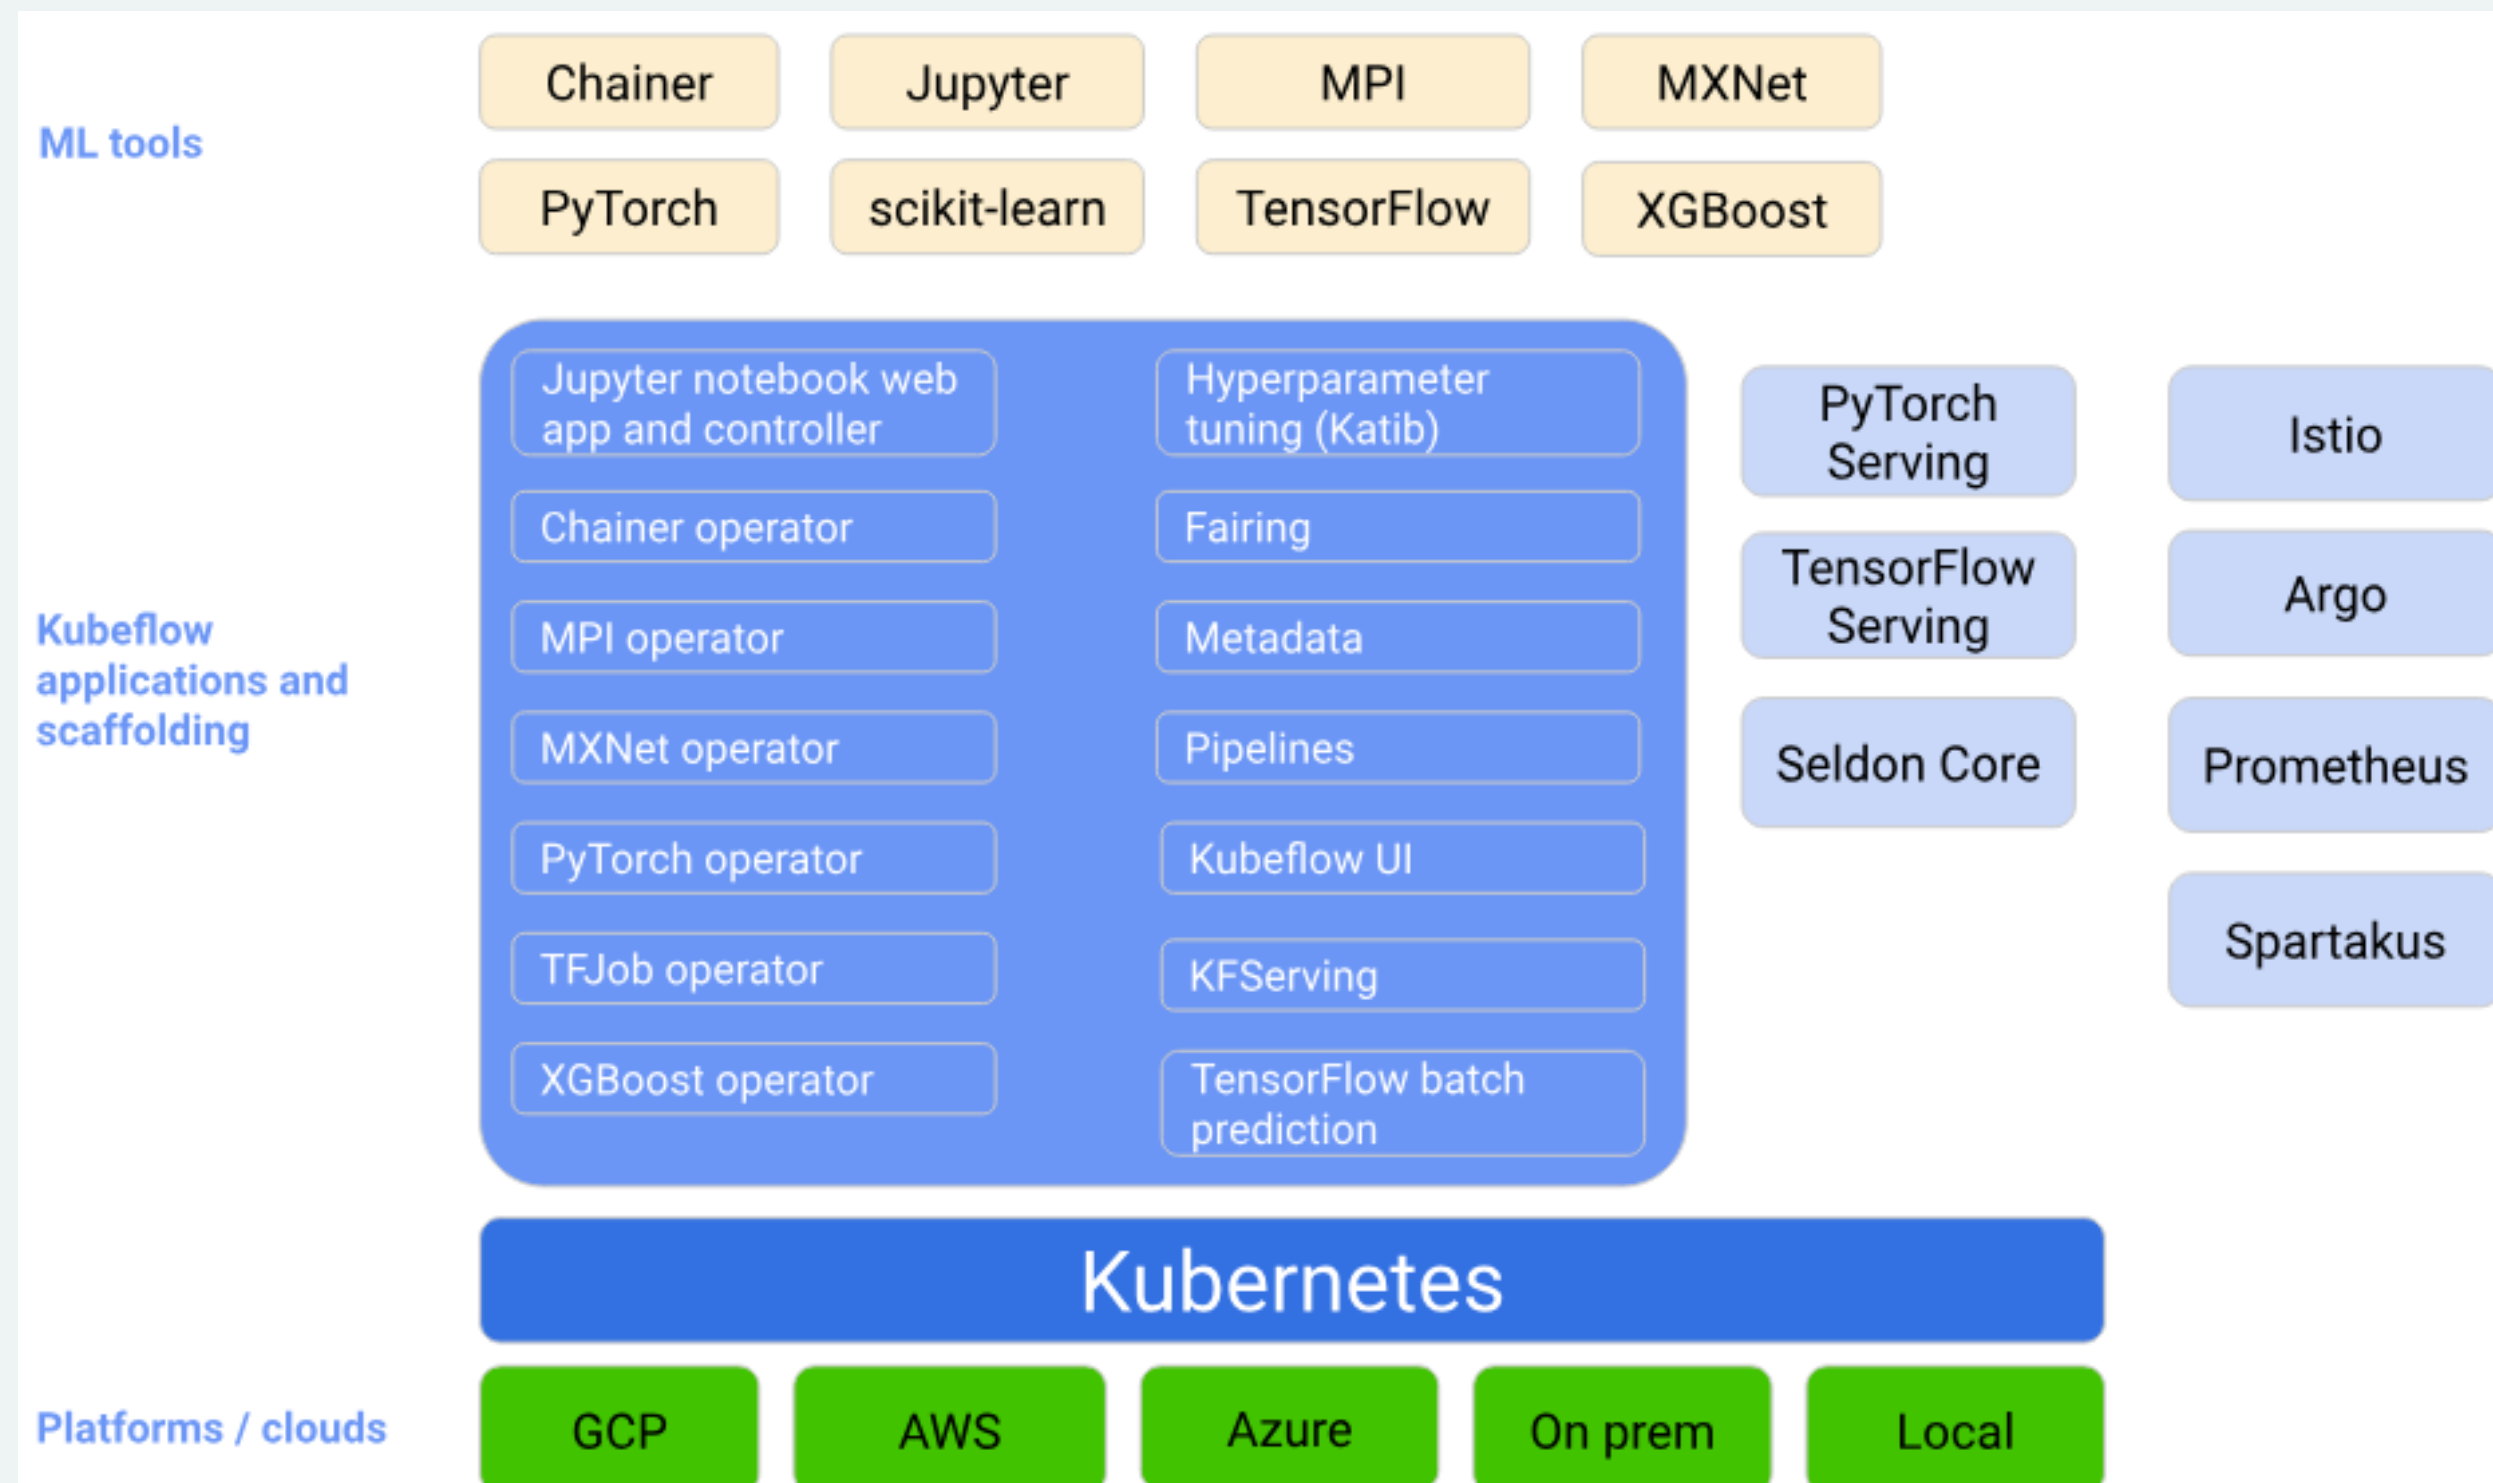 Chainer
Jupyter
MPI
MXNet
ML tools
PyTorch
scikit-learn
TensorFlow
XGBoost
Kubeflow
applications and
scaffolding
Jupyter notebook web
app and controller
Chainer operator
MPI operator
MXNet operator
PyTorch operator
TFJob operator
XGBoost operator
Hyperparameter
tuning (Katib)
Fairing
Metadata
Pipelines
Kubeflow UI
KFServing
TensorFlow batch
prediction
PyTorch
Serving
TensorFlow
Serving
Seldon Core
Istio
Argo
Prometheus
Spartakus
Kubernetes
Platforms / clouds
GCP
AWS
Azure
On prem
Local